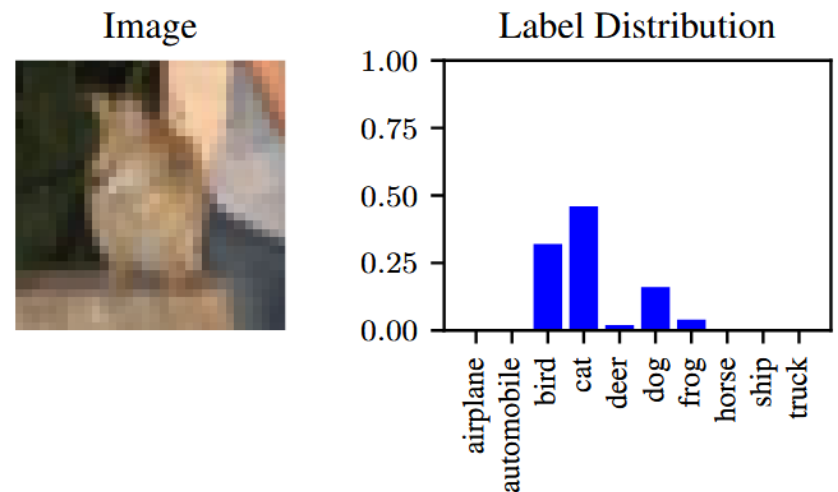 Image
Label Distribution
1.00
0.75
0.50
0.25
0.00
airplane
automobile
bird
cat
deer
dog
frog
horse
ship
truck